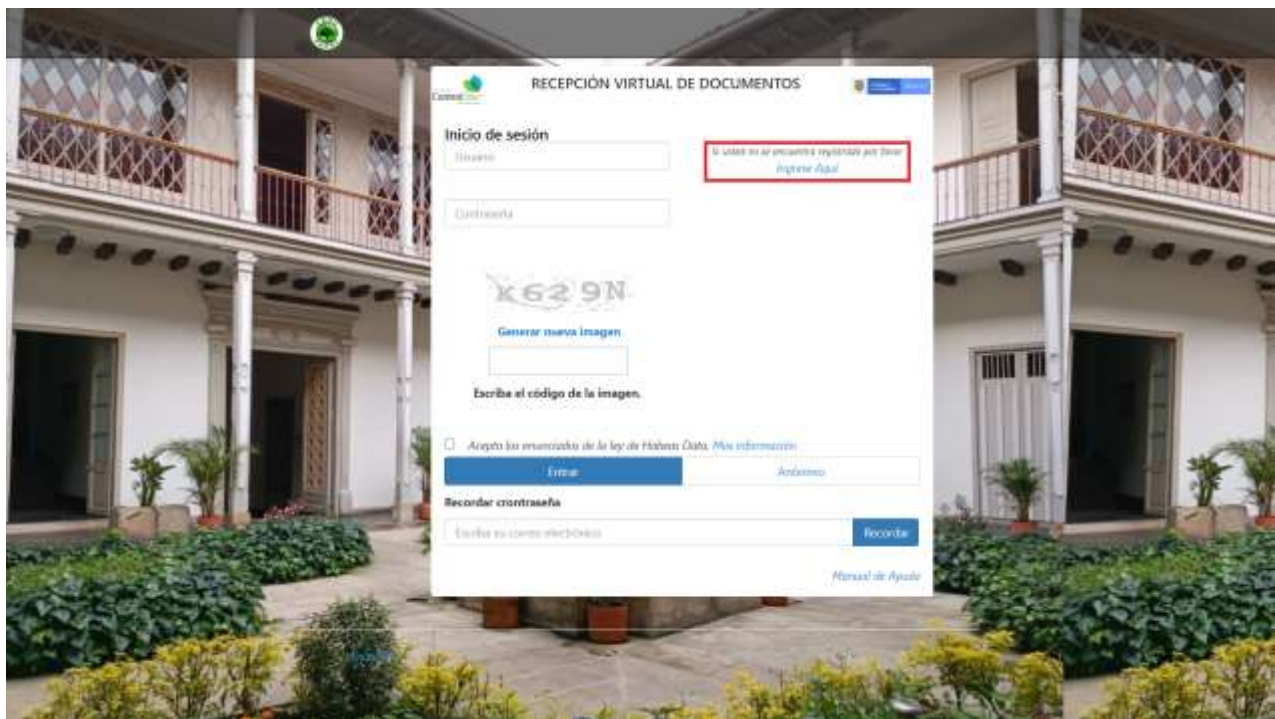 RECEPCIÓN VIRTUAL DE DOCUMENTOS
Inicio de sesión
Usuario
Si usted no se encuentra registrado por favor
Ingrese Aquí
Contraseña
K629N
Generar nueva imagen
Escriba el código de la imagen.
Acepto los enunciados de la ley de Habeas Data. Mas información
Entrar
Anónimo
Recordar crontraseña
Escriba su correo electrónico
Recordar
Manual de Ayuda